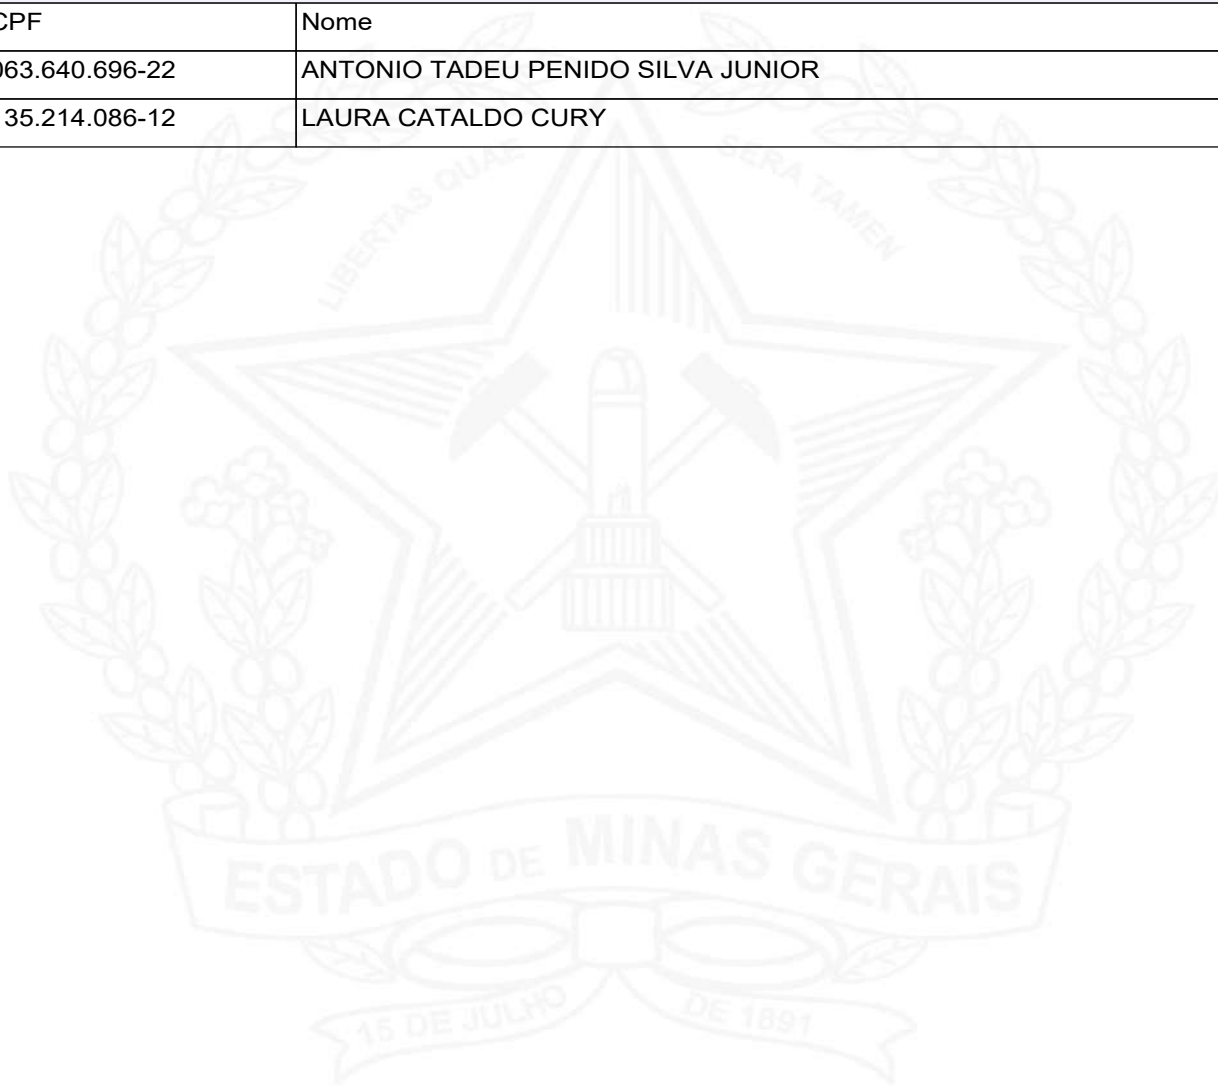 CPF Nome
063.640.696-22 ANTONIO TADEU PENIDO SILVA JUNIOR
35.214.086-12 LAURA CATALDO CURY
LIBERTAS QUAE SERA TAMEN
ESTADO DE MINAS GERAIS
15 DE JULHO DE 1891